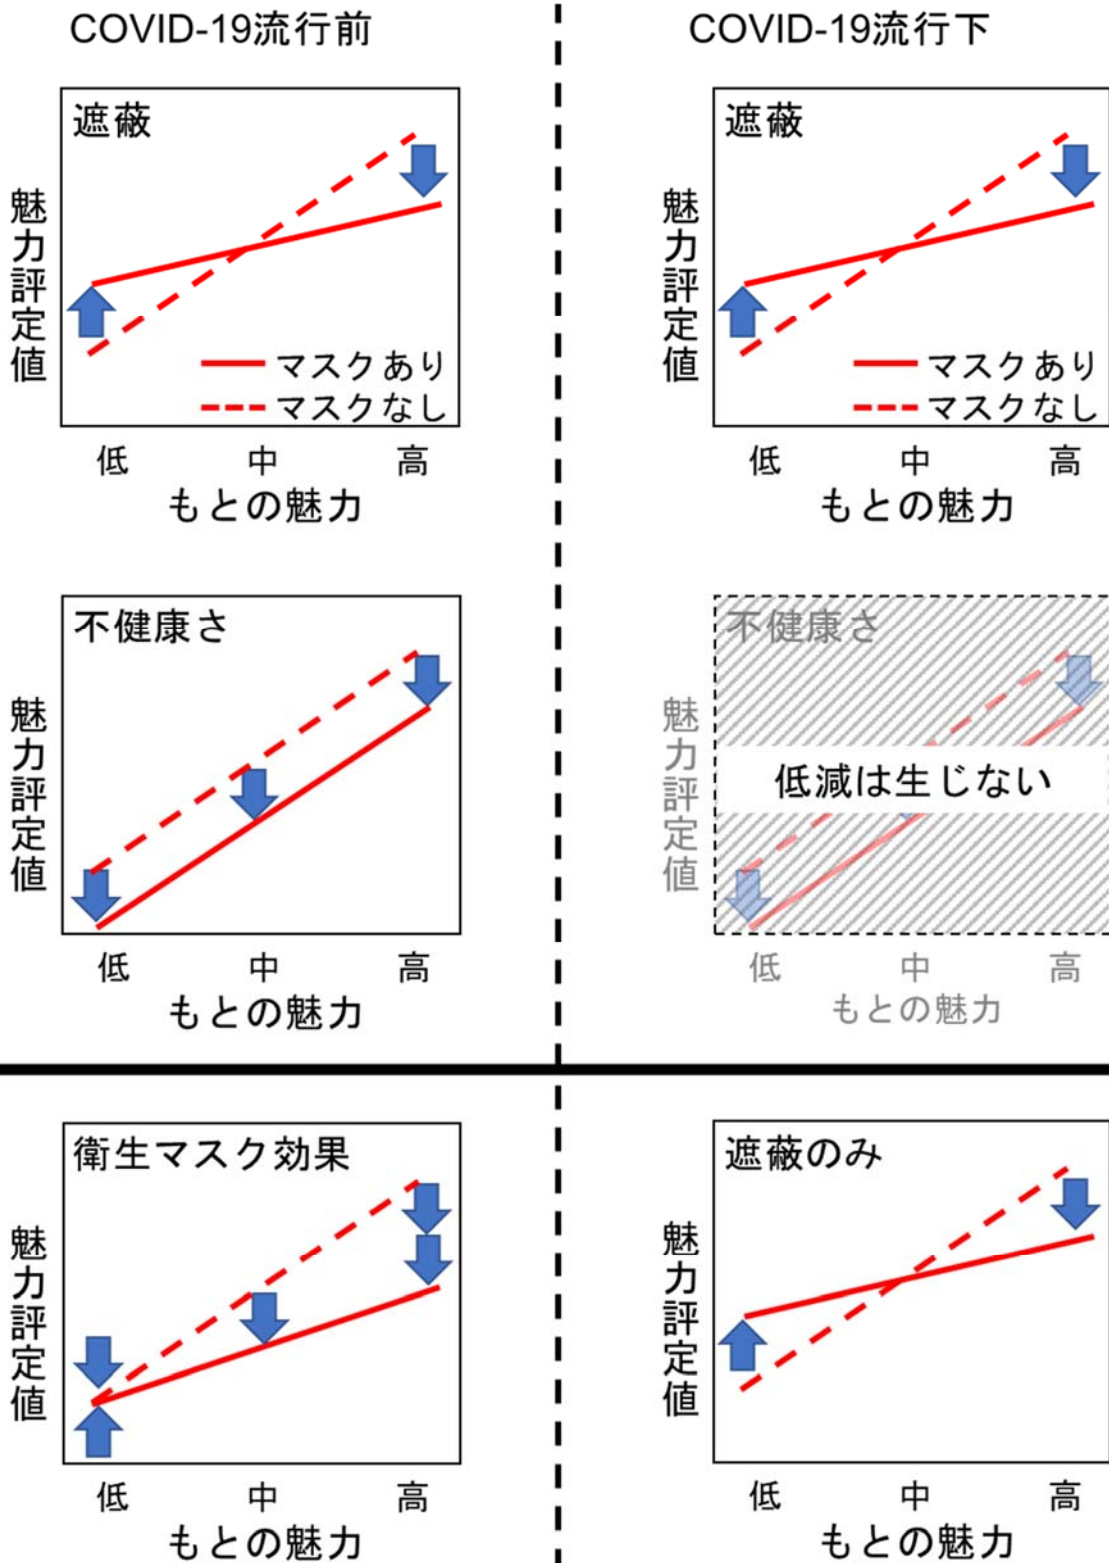 COVID-19流行前
COVID-19流行下
遮蔽
魅力評定値
マスクあり
マスクなし
低 中 高
もとの魅力
遮蔽
魅力評定値
マスクあり
マスクなし
低 中 高
もとの魅力
不健康さ
魅力評定値
低 中 高
もとの魅力
不健康さ
魅力評定値
低減は生じない
低 中 高
もとの魅力
衛生マスク効果
魅力評定値
低 中 高
もとの魅力
遮蔽のみ
魅力評定値
低 中 高
もとの魅力